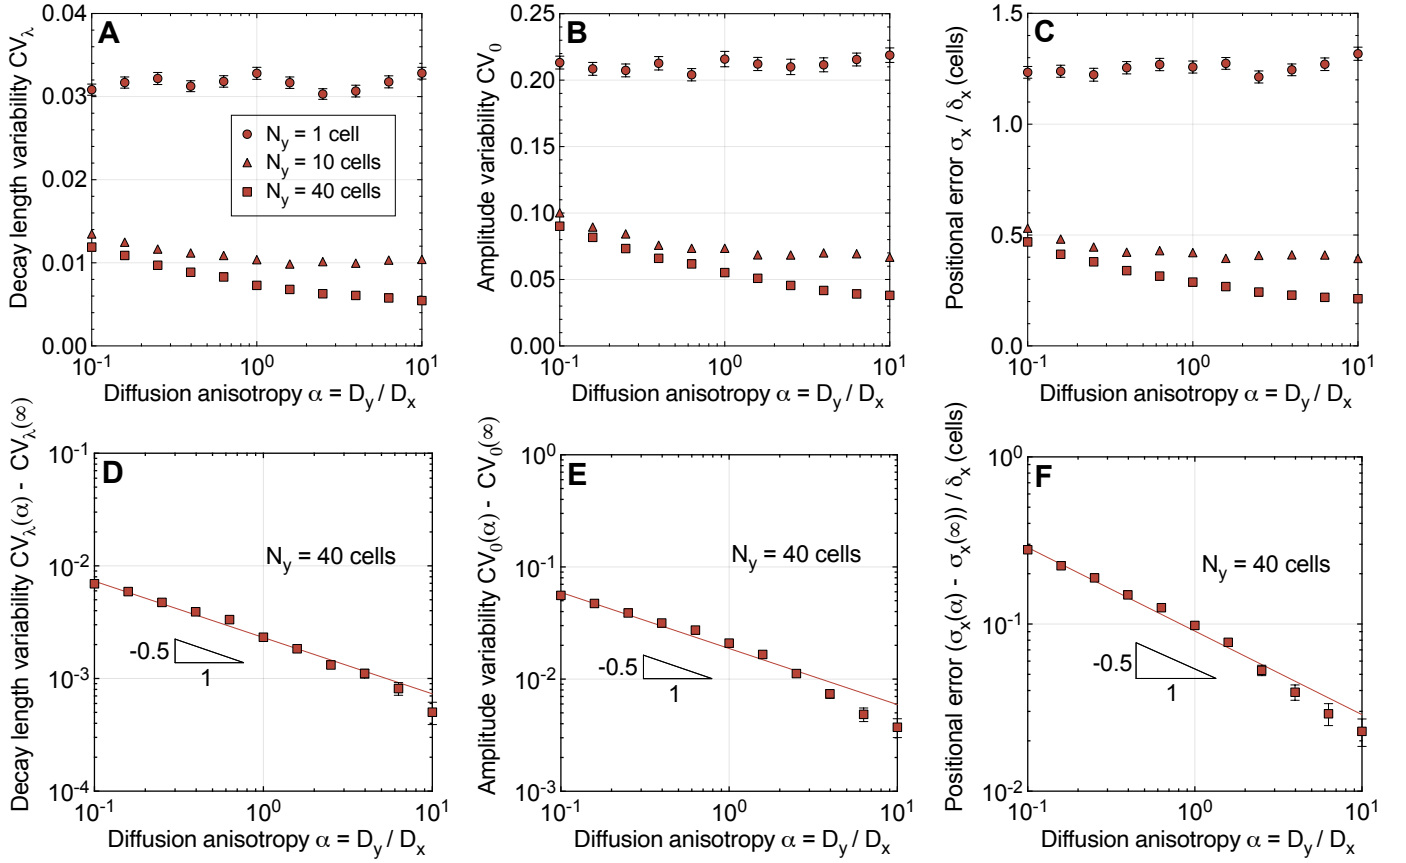 A
Decay length variability CV_λ
0.04
0.03
0.02
0.01
0.00
N_y = 1 cell
N_y = 10 cells
N_y = 40 cells
10^-1
10^0
10^1
Diffusion anisotropy α = D_y / D_x
B
Amplitude variability CV_0
0.25
0.20
0.15
0.10
0.05
0.00
10^-1
10^0
10^1
Diffusion anisotropy α = D_y / D_x
C
Positional error σ_x / δ_x (cells)
1.5
1.0
0.5
0.0
10^-1
10^0
10^1
Diffusion anisotropy α = D_y / D_x
D
Decay length variability CV_λ(α) - CV_λ(∞)
10^-1
10^-2
10^-3
10^-4
N_y = 40 cells
-0.5
1
10^-1
10^0
10^1
Diffusion anisotropy α = D_y / D_x
E
Amplitude variability CV_0(α) - CV_0(∞)
10^0
10^-1
10^-2
10^-3
N_y = 40 cells
-0.5
1
10^-1
10^0
10^1
Diffusion anisotropy α = D_y / D_x
F
Positional error (σ_x(α) - σ_x(∞)) / δ_x (cells)
10^0
10^-1
10^-2
N_y = 40 cells
-0.5
1
10^-1
10^0
10^1
Diffusion anisotropy α = D_y / D_x